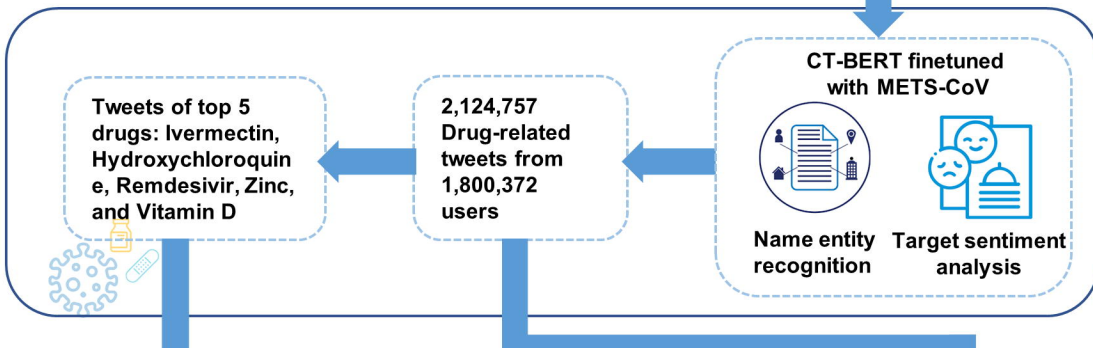 Tweets of top 5
drugs: Ivermectin,
Hydroxychloroquin
e, Remdesivir, Zinc,
and Vitamin D
2,124,757
Drug-related
tweets from
1,800,372
users
CT-BERT finetuned
with METS-CoV
Name entity
recognition
Target sentiment
analysis